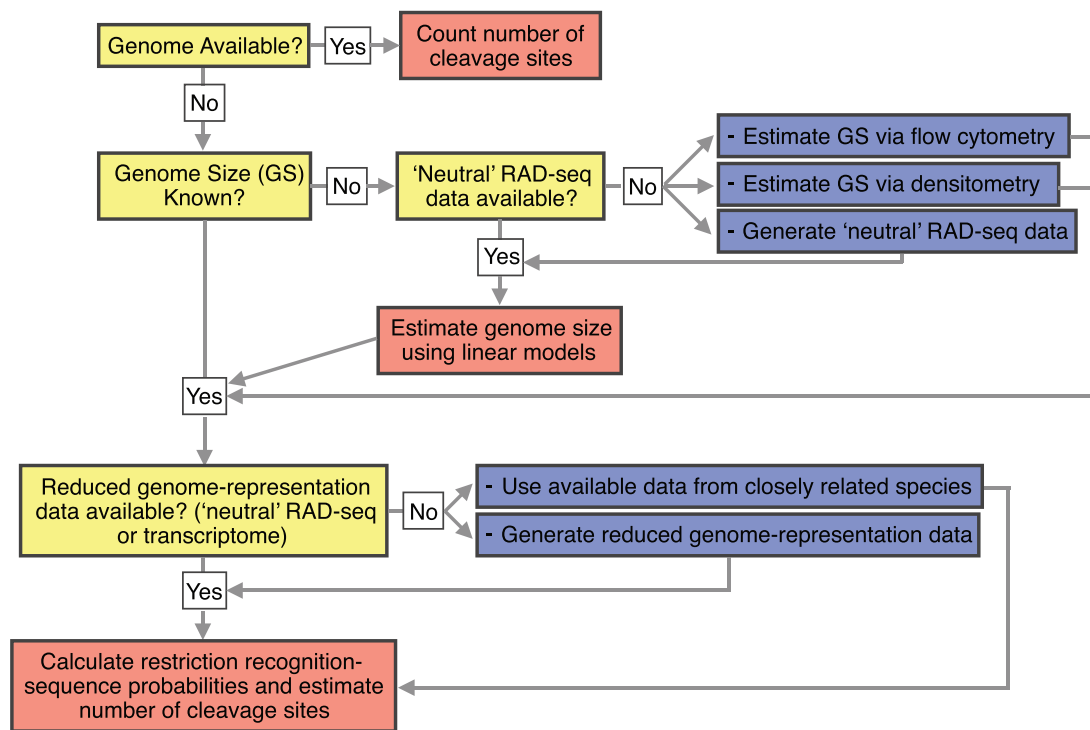 Genome Available?
Yes
Count number of
cleavage sites
No
Genome Size (GS)
Known?
No
‘Neutral’ RAD-seq
data available?
No
- Estimate GS via flow cytometry
- Estimate GS via densitometry
- Generate ‘neutral’ RAD-seq data
Yes
Estimate genome size
using linear models
Yes
Reduced genome-representation
data available? (‘neutral’ RAD-seq
or transcriptome)
No
- Use available data from closely related species
- Generate reduced genome-representation data
Yes
Calculate restriction recognition-
sequence probabilities and estimate
number of cleavage sites